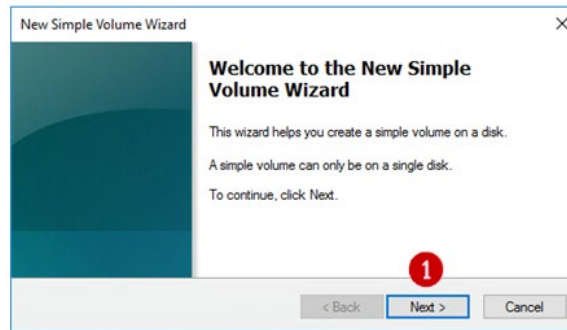 New Simple Volume Wizard
Welcome to the New Simple
Volume Wizard
This wizard helps you create a simple volume on a disk.
A simple volume can only be on a single disk.
To continue, click Next.
1
< Back Next > Cancel